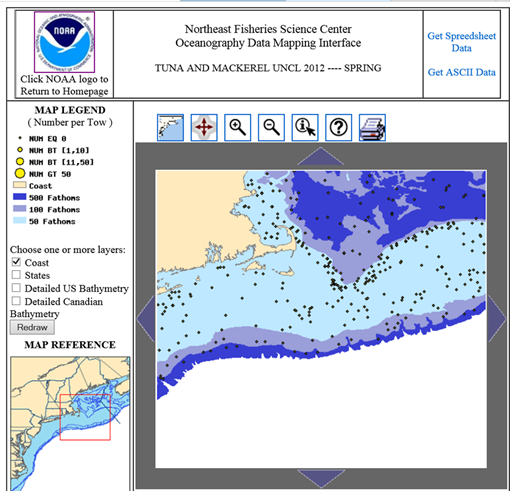 NOAA
Click NOAA logo to
Return to Homepage
Northeast Fisheries Science Center
Oceanography Data Mapping Interface
TUNA AND MACKEREL UNCL 2012 ---- SPRING
Get Spreedsheet
Data
Get ASCII Data
MAP LEGEND
( Number per Tow )
NUM EQ 0
NUM BT [1,10]
NUM BT [11,50]
NUM GT 50
Coast
500 Fathoms
100 Fathoms
50 Fathoms
Choose one or more layers:
Coast
States
Detailed US Bathymetry
Detailed Canadian
Bathymetry
Redraw
MAP REFERENCE